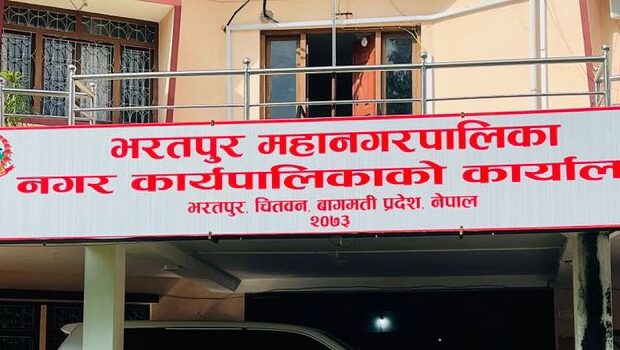 भरतपुर महानगरपालिका
नगर कार्यपालिकाको कार्याल
भरतपुर, चितवन, बागमती प्रदेश, नेपाल
२०७३